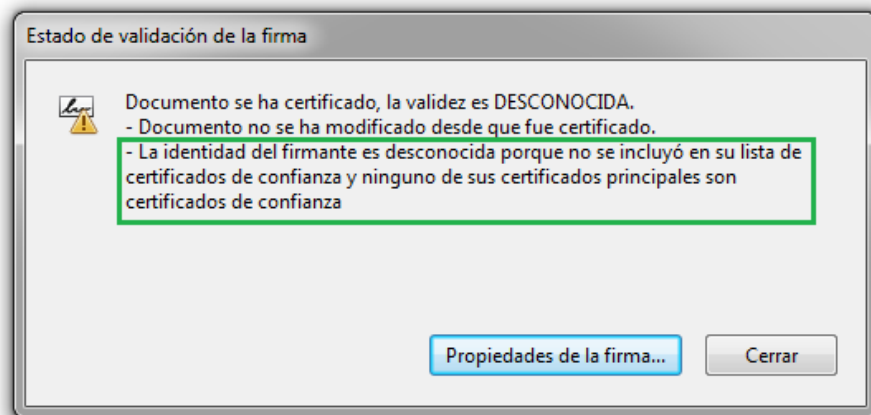 Estado de validación de la firma
Documento se ha certificado, la validez es DESCONOCIDA.
- Documento no se ha modificado desde que fue certificado.
- La identidad del firmante es desconocida porque no se incluyó en su lista de
certificados de confianza y ninguno de sus certificados principales son
certificados de confianza
Propiedades de la firma... Cerrar